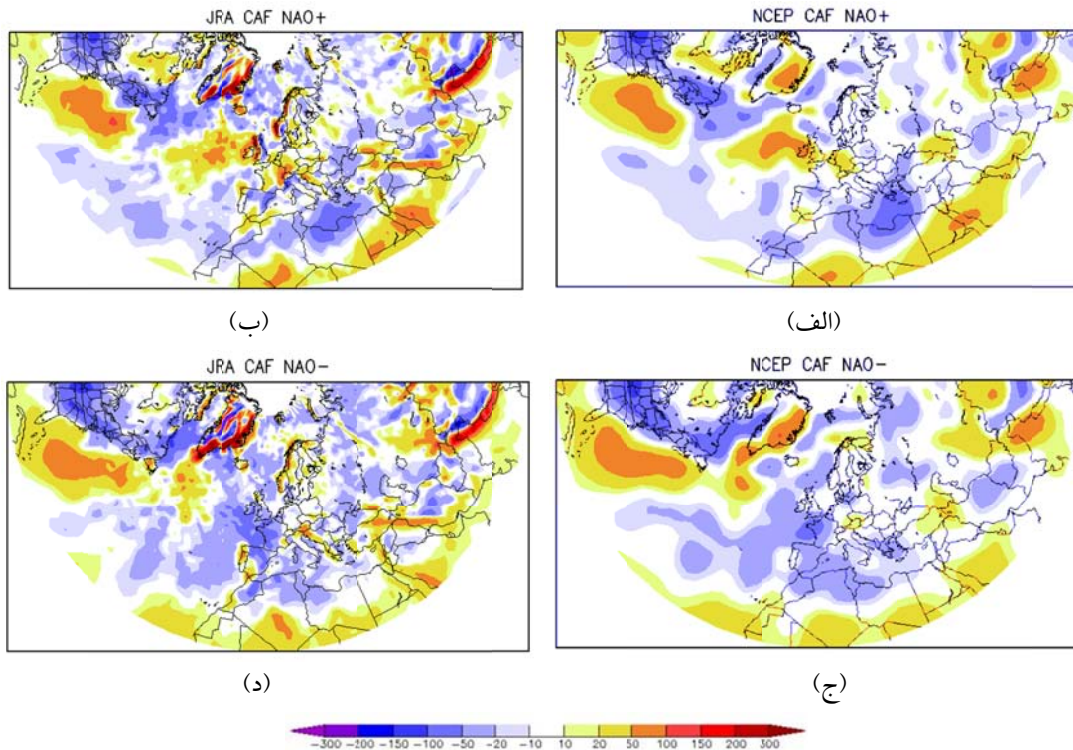 JRA CAF NAO+
NCEP CAF NAO+
(ب)
(الف)
JRA CAF NAO-
NCEP CAF NAO-
(د)
(ج)
-300 -200 -150 -100 -50 -20 -10 10 20 50 100 150 200 300